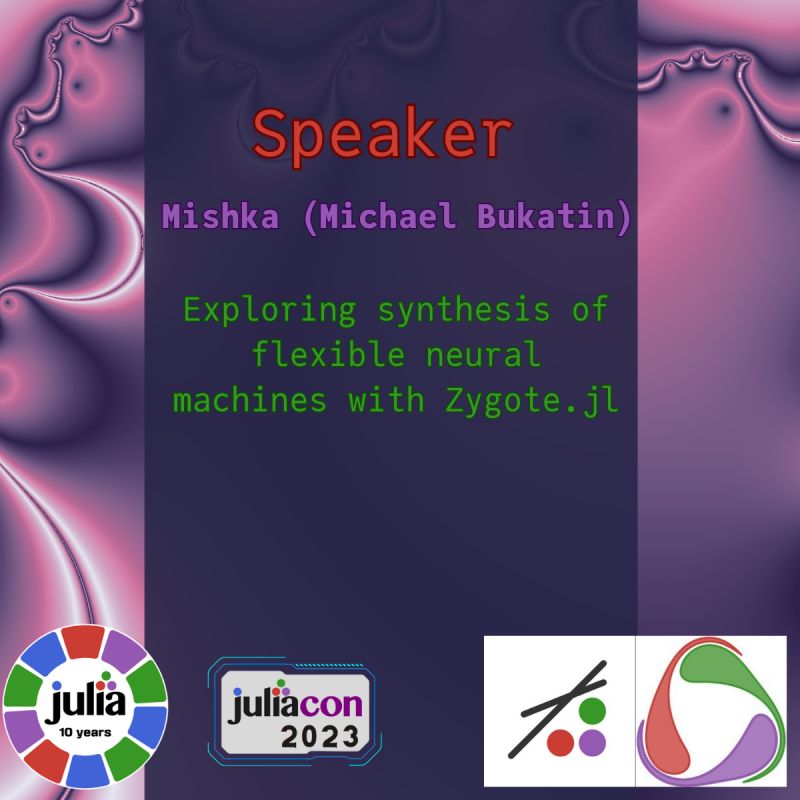 Speaker
Mishka (Michael Bukatin)
Exploring synthesis of
flexible neural
machines with Zygote.jl
julia
10 years
juliacon
2023